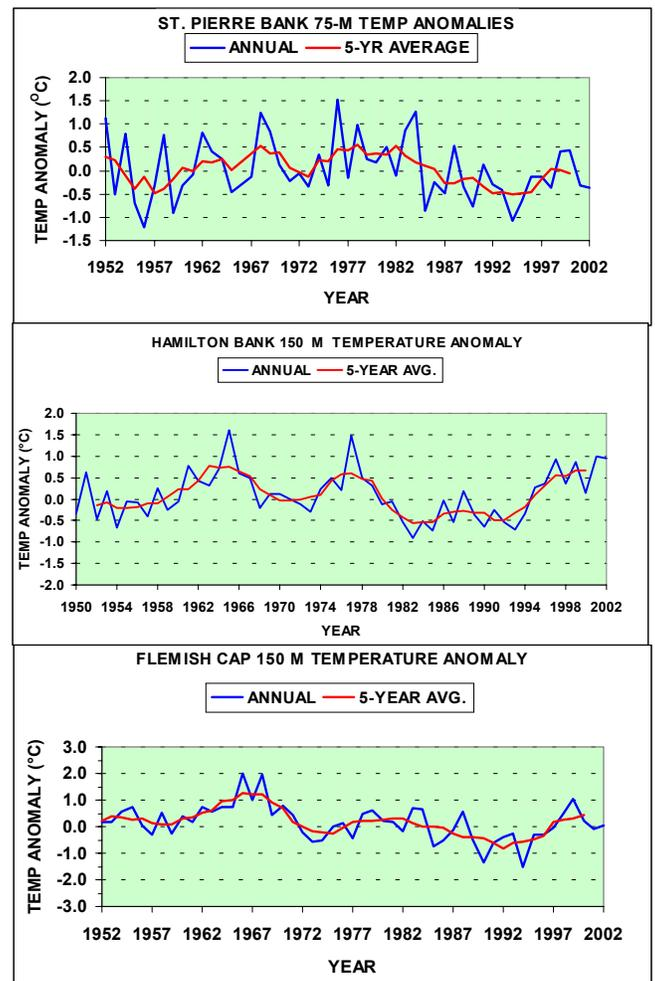 ST. PIERRE BANK 75-M TEMP ANOMALIES
ANNUAL 5-YR AVERAGE
TEMP ANOMALY (⁰C)
2.0
1.5
1.0
0.5
0.0
-0.5
-1.0
-1.5
1952 1957 1962 1967 1972 1977 1982 1987 1992 1997 2002
YEAR
HAMILTON BANK 150 M TEMPERATURE ANOMALY
ANNUAL 5-YEAR AVG.
TEMP ANOMALY (°C)
2.0
1.5
1.0
0.5
0.0
-0.5
-1.0
-1.5
-2.0
1950 1954 1958 1962 1966 1970 1974 1978 1982 1986 1990 1994 1998 2002
YEAR
FLEMISH CAP 150 M TEMPERATURE ANOMALY
ANNUAL 5-YEAR AVG.
TEMP ANOMALY (°C)
3.0
2.0
1.0
0.0
-1.0
-2.0
-3.0
1952 1957 1962 1967 1972 1977 1982 1987 1992 1997 2002
YEAR